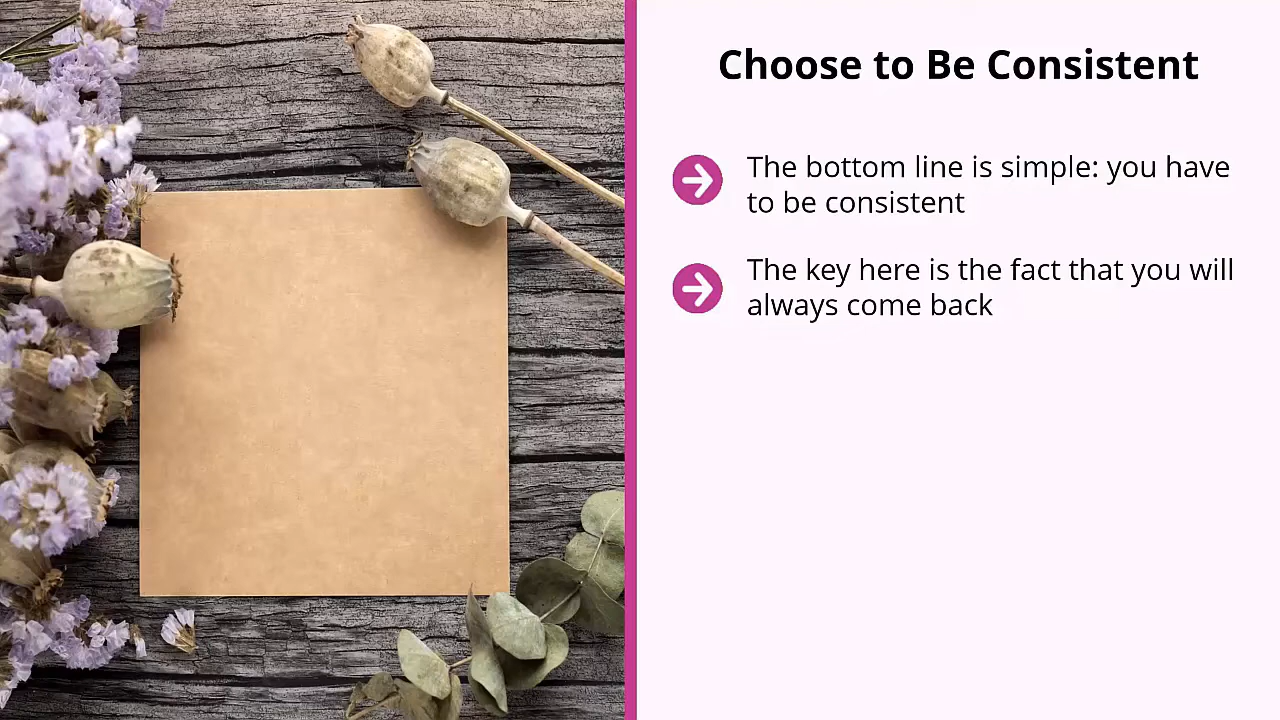 Choose to Be Consistent
The bottom line is simple: you have
to be consistent
The key here is the fact that you will
always come back